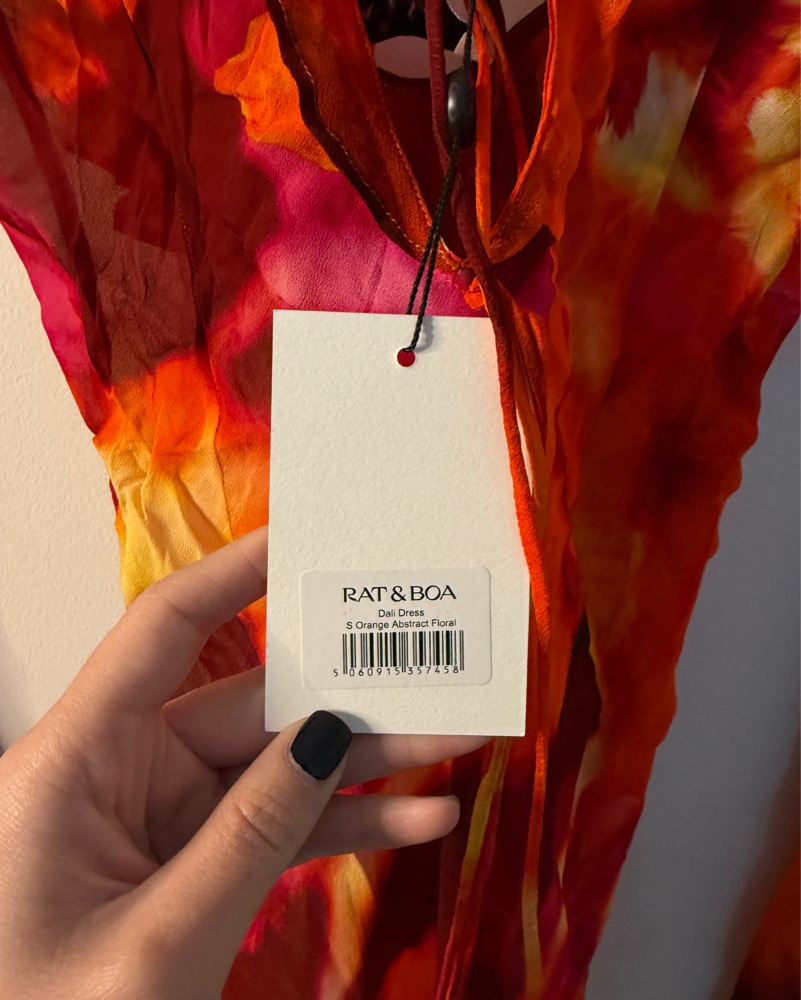 RAT & BOA
Dali Dress
S Orange Abstract Floral
5 060915 357458